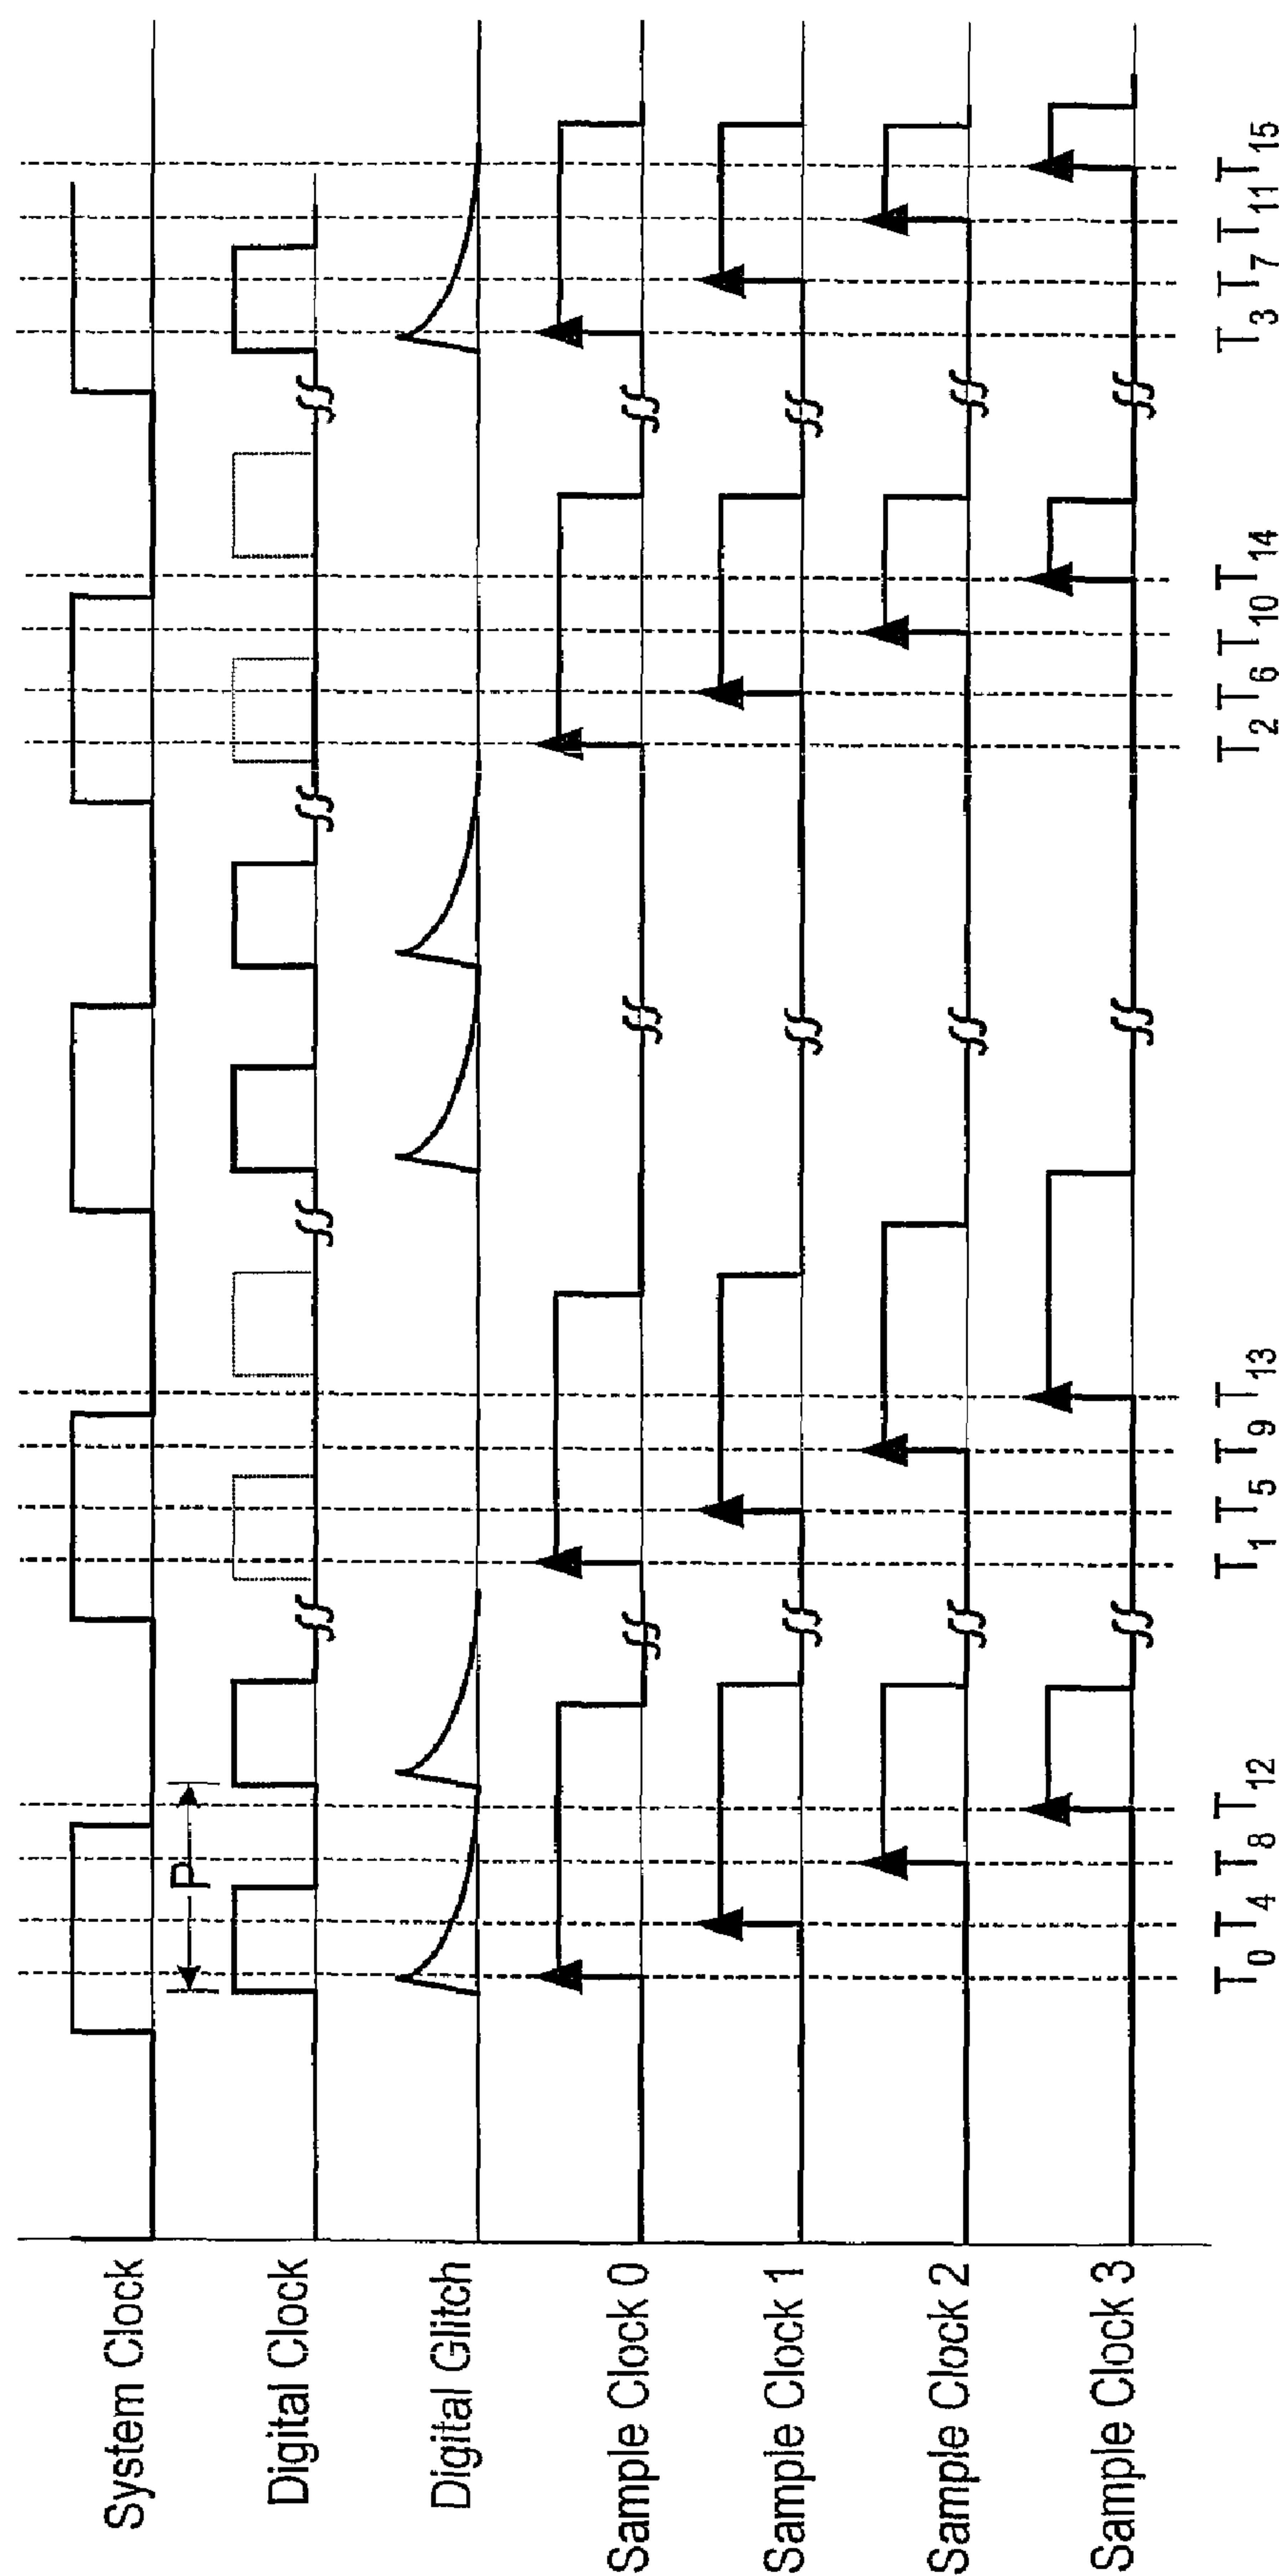 System Clock
P
Digital Clock
Digital Glitch
Sample Clock 0
Sample Clock 1
Sample Clock 2
Sample Clock 3
T0 T4 T8 T12 T1 T5 T9 T13 T2 T6 T10 T14 T3 T7 T11 T15